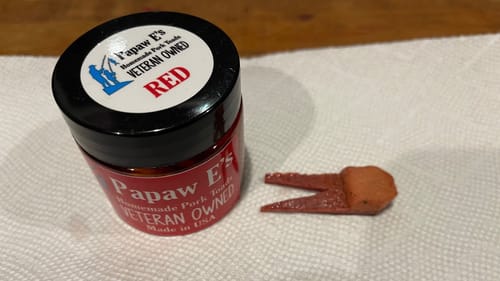 Papaw E's
Homemade Pork Toads
VETERAN OWNED
RED
Papaw E's
Homemade Pork Toads
VETERAN OWNED
Made in USA